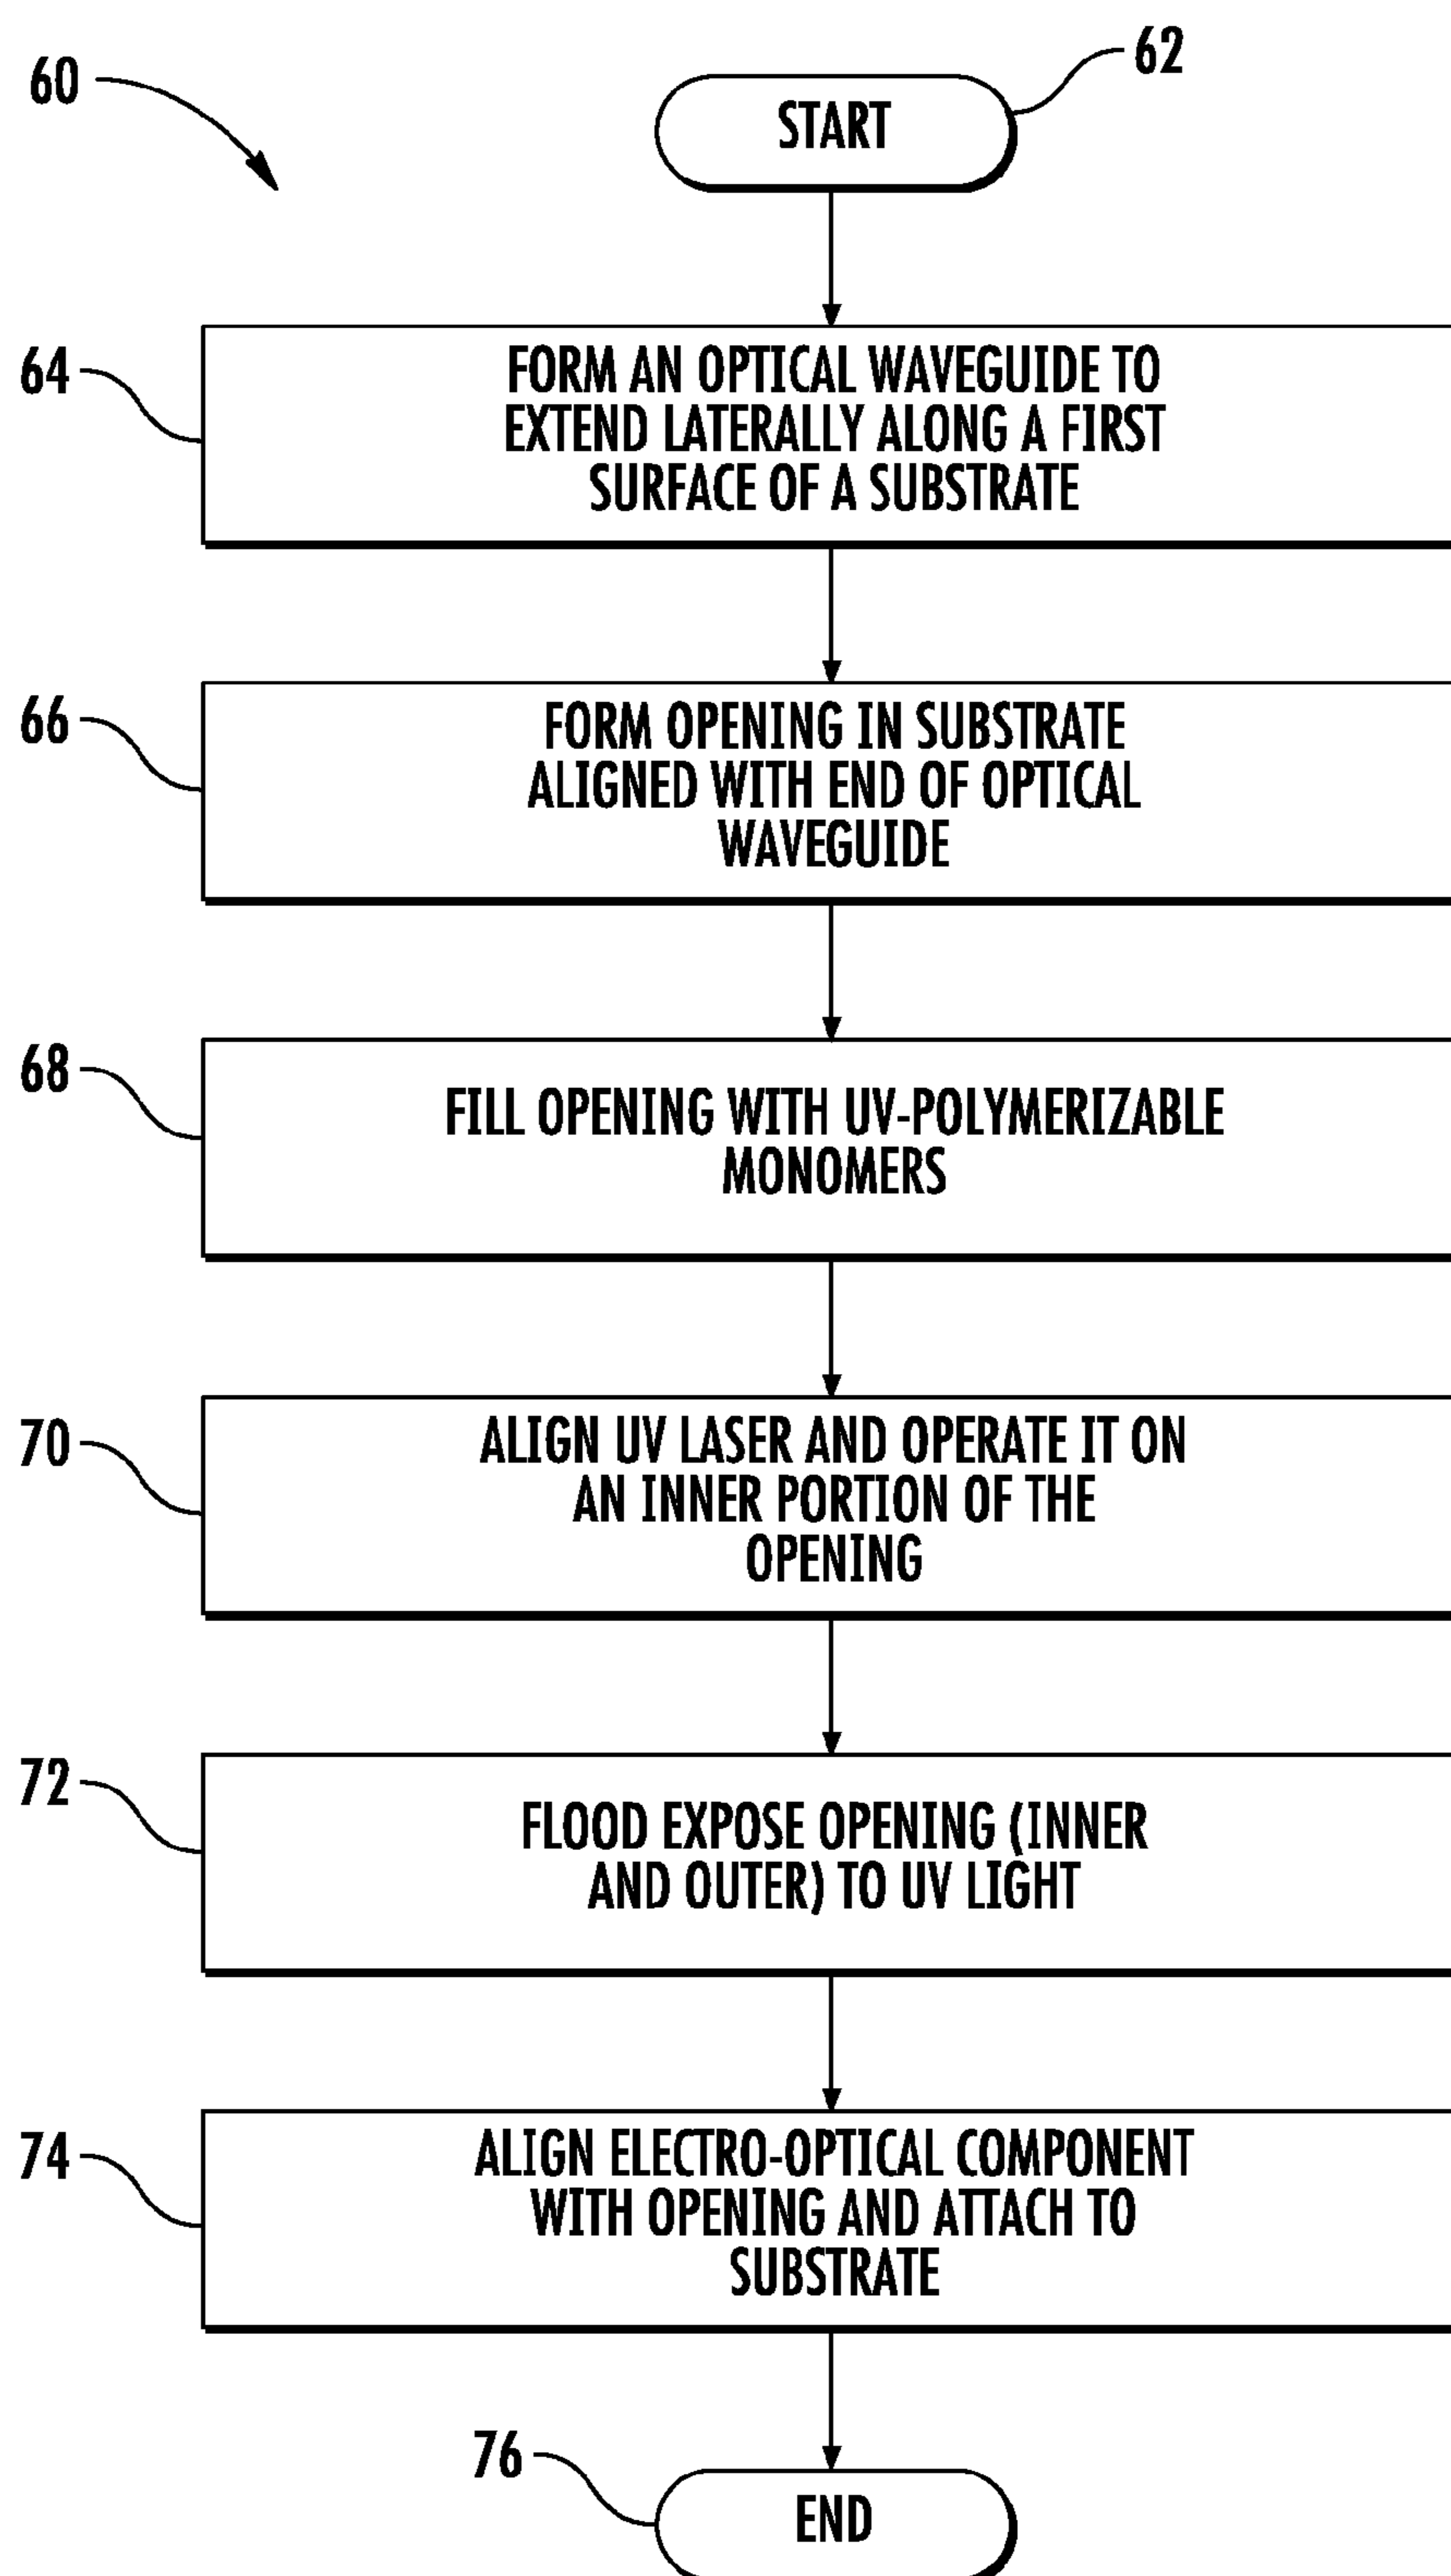 60
62
START
64
FORM AN OPTICAL WAVEGUIDE TO
EXTEND LATERALLY ALONG A FIRST
SURFACE OF A SUBSTRATE
66
FORM OPENING IN SUBSTRATE
ALIGNED WITH END OF OPTICAL
WAVEGUIDE
68
FILL OPENING WITH UV-POLYMERIZABLE
MONOMERS
70
ALIGN UV LASER AND OPERATE IT ON
AN INNER PORTION OF THE
OPENING
72
FLOOD EXPOSE OPENING (INNER
AND OUTER) TO UV LIGHT
74
ALIGN ELECTRO-OPTICAL COMPONENT
WITH OPENING AND ATTACH TO
SUBSTRATE
76
END